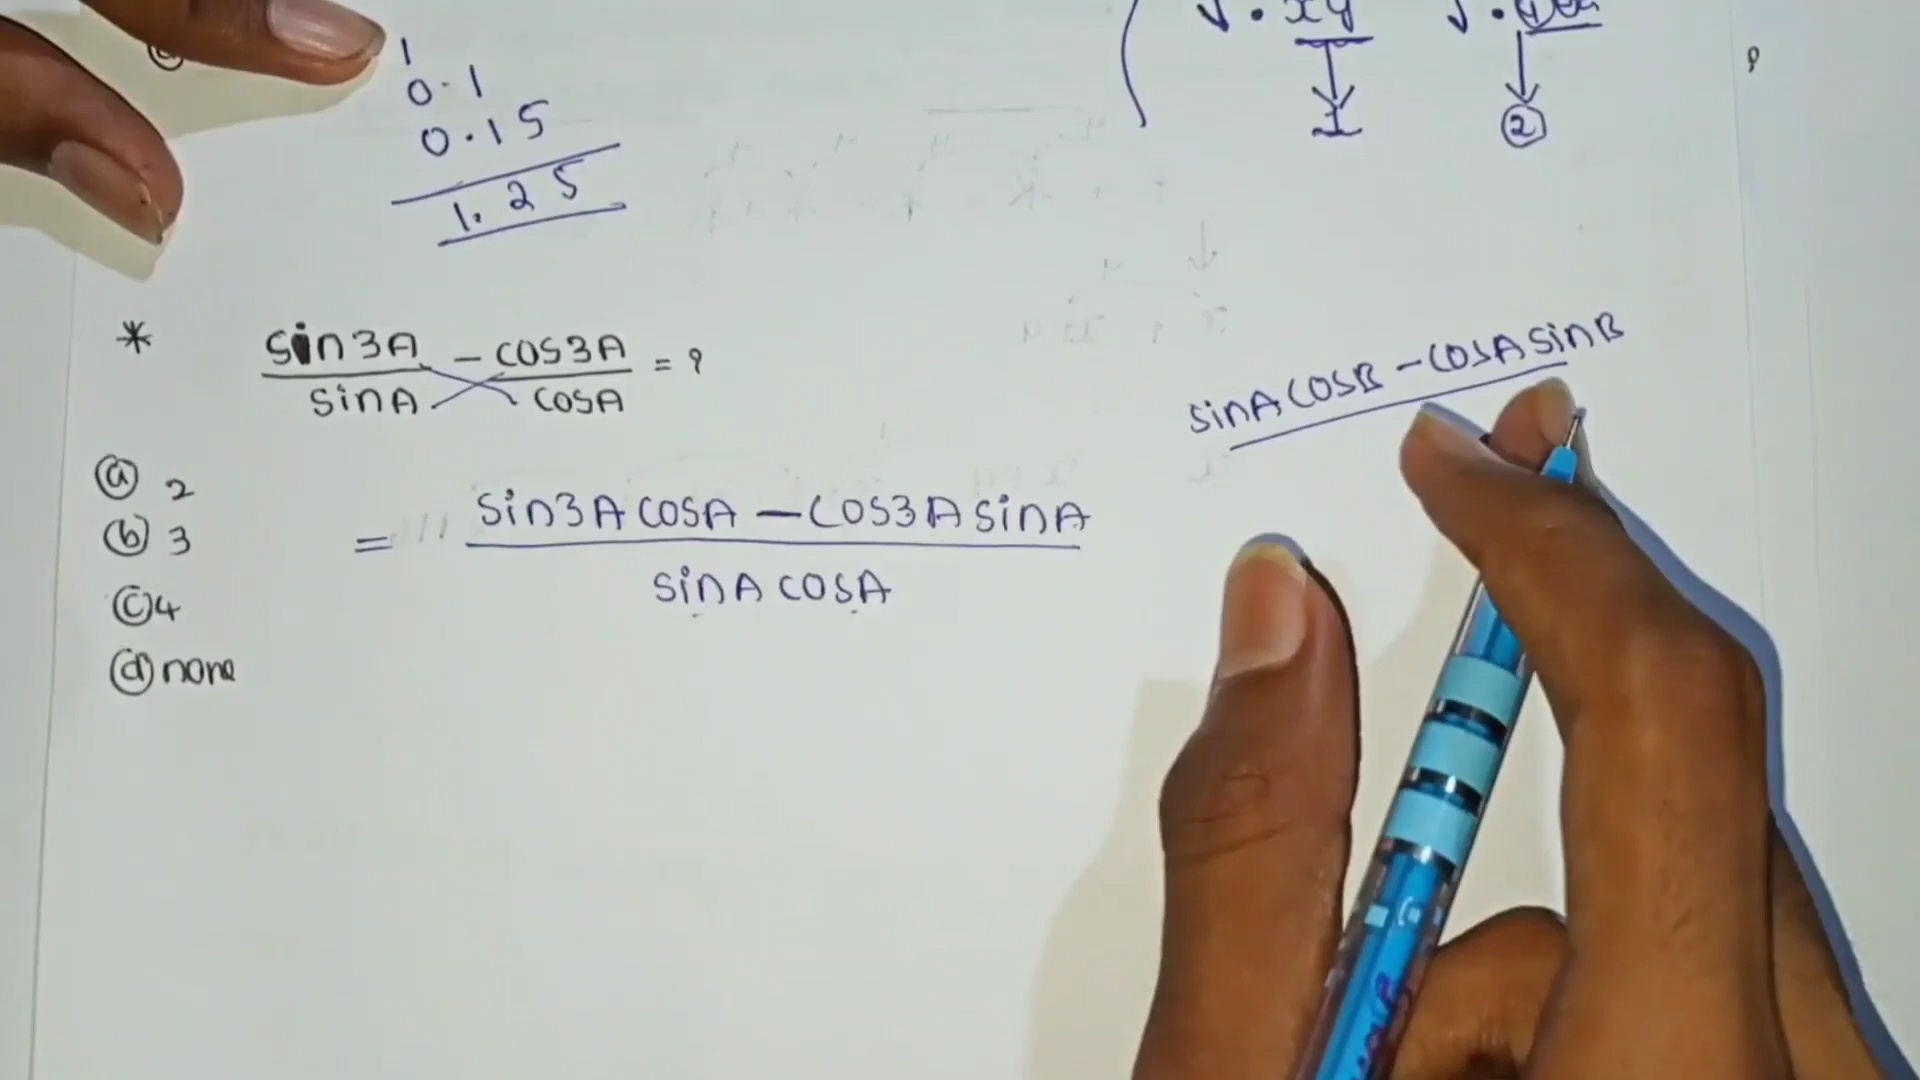 1
0.1
0.15
1.25
1
2
*
sin3A/sinA - cos3A/cosA = ?
sinA cosB - cosA sinB
(a) 2
(b) 3
(c) 4
(d) none
= sin3A cosA - cos3A sinA
sinA cosA